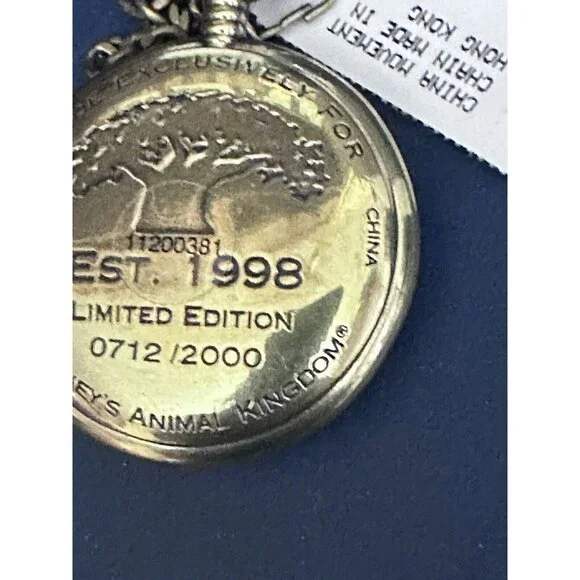 EXCLUSIVELY FOR
11200381
EST. 1998
LIMITED EDITION
0712 /2000
EY'S ANIMAL KINGDOM®
CHINA
CHINA MOVEMENT
CHAIN MADE IN
HONG KONG